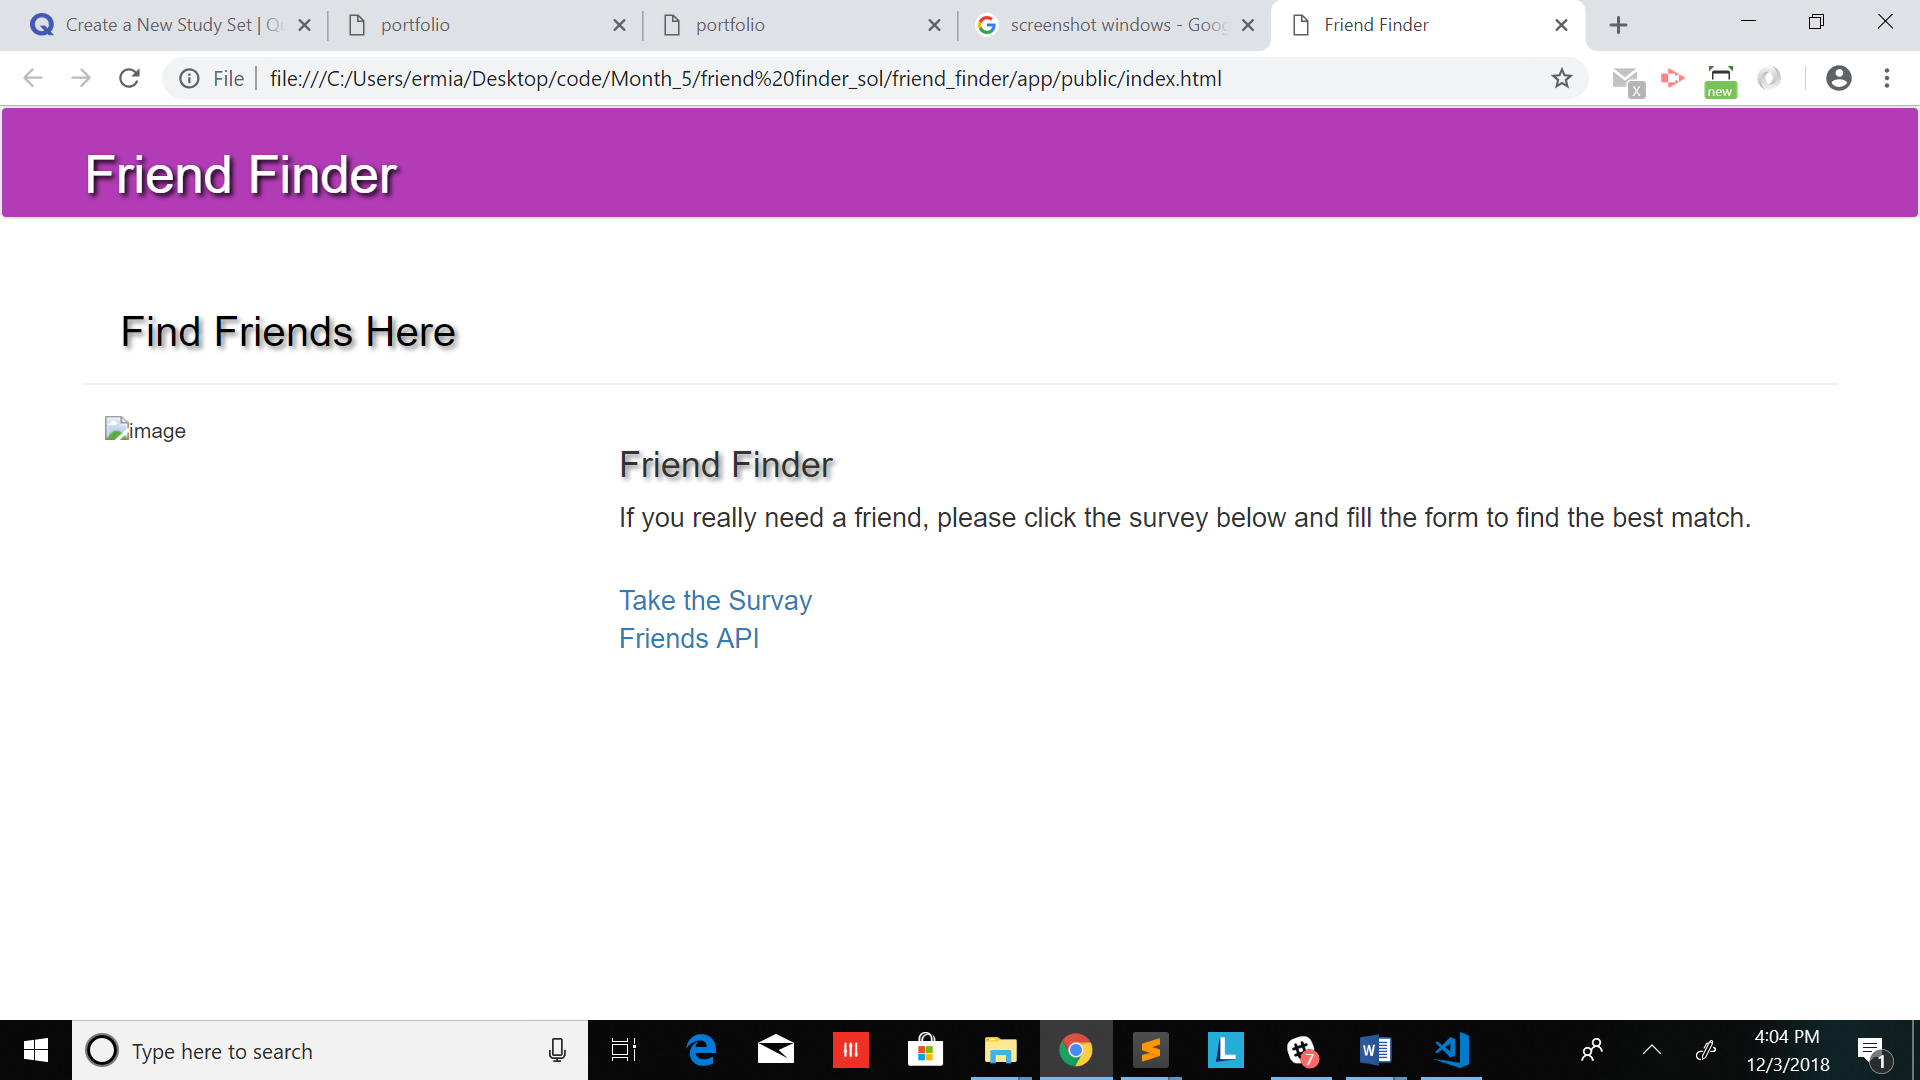 Create a New Study Set | Q
portfolio
portfolio
screenshot windows - Goog
Friend Finder
File
file:///C:/Users/ermia/Desktop/code/Month_5/friend%20finder_sol/friend_finder/app/public/index.html
X
new
Friend Finder
Find Friends Here
image
Friend Finder
If you really need a friend, please click the survey below and fill the form to find the best match.
Take the Survay
Friends API
Type here to search
7
4:04 PM
12/3/2018
1